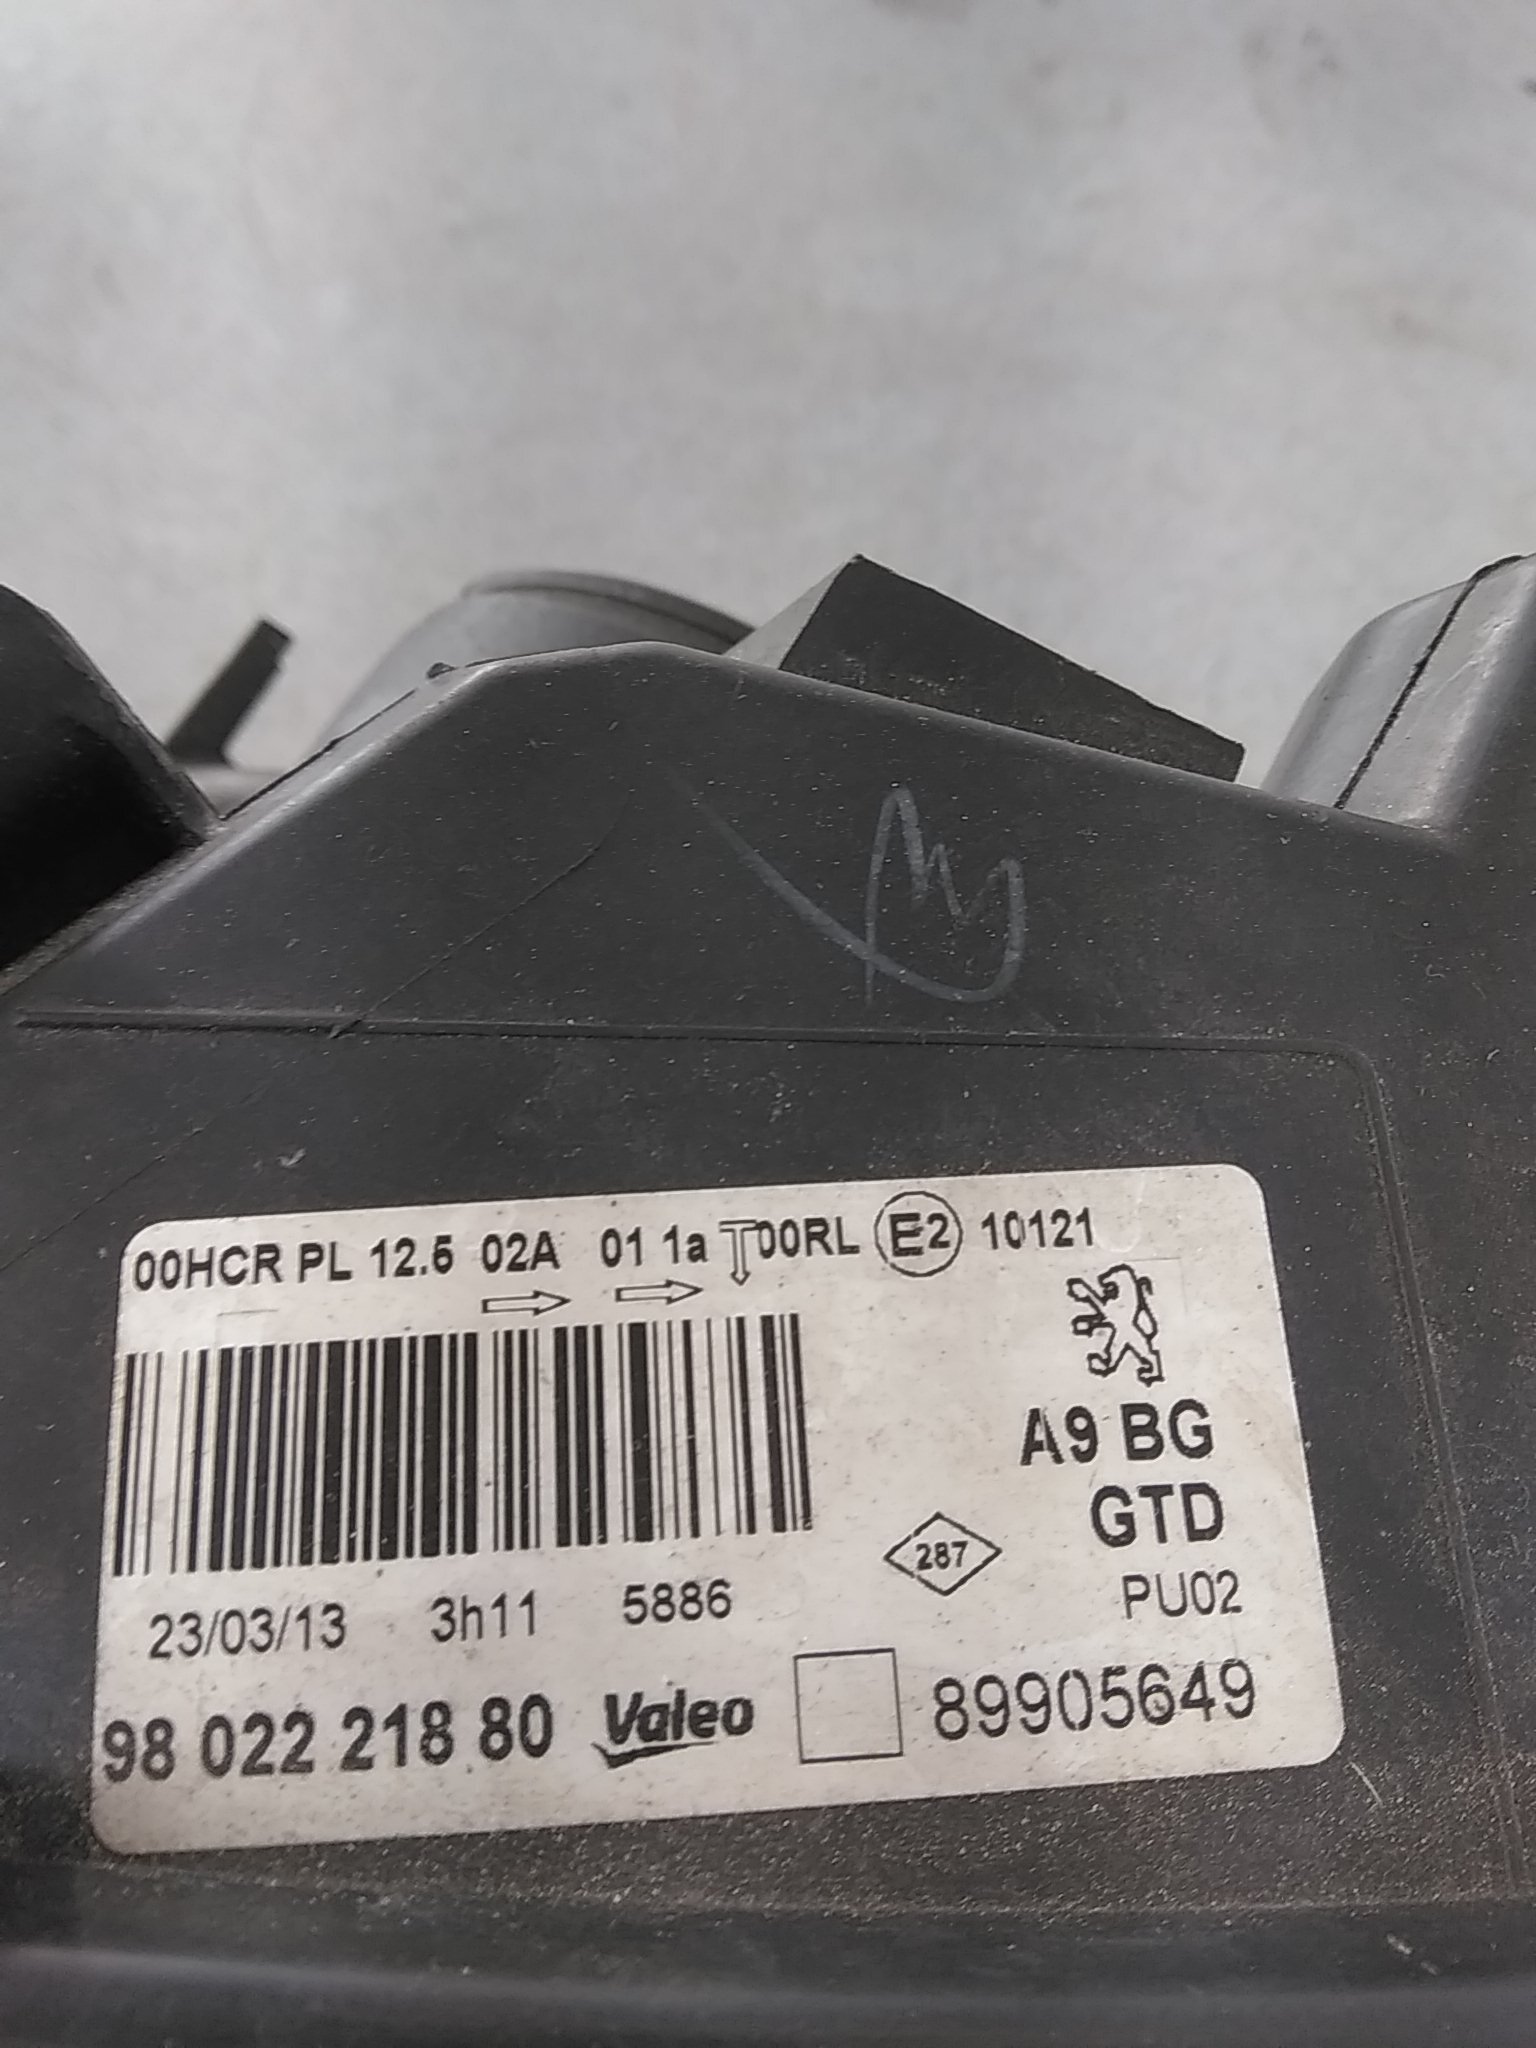 00HCR PL 12.5 02A 01 1a 00RL E2 10121
A9 BG
GTD
287
PU02
23/03/13 3h11 5886
98 022 218 80 Valeo 89905649